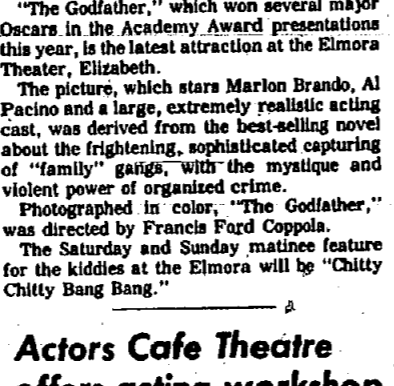 "The Godfather," which won several major
Oscars in the Academy Award presentations
this year, is the latest attraction at the Elmora
Theater, Elizabeth.
The picture, which stars Marlon Brando, Al
Pacino and a large, extremely realistic acting
cast, was derived from the best-selling novel
about the frightening, sophisticated capturing
of "family" gangs, with the mystique and
violent power of organized crime.
Photographed in color, "The Godfather,"
was directed by Francis Ford Coppola.
The Saturday and Sunday matinee feature
for the kiddies at the Elmora will be "Chitty
Chitty Bang Bang."
Actors Cafe Theatre
offers acting workshop